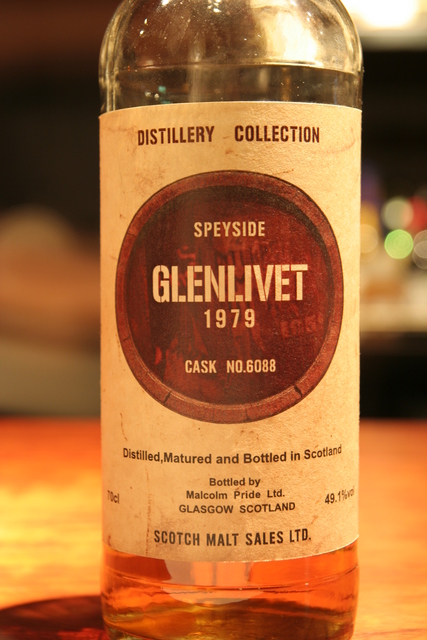 DISTILLERY COLLECTION
SPEYSIDE
GLENLIVET
1979
CASK NO.6088
Distilled,Matured and Bottled in Scotland
Bottled by
70cl Malcolm Pride Ltd. 49.1%vol
GLASGOW SCOTLAND
SCOTCH MALT SALES LTD.